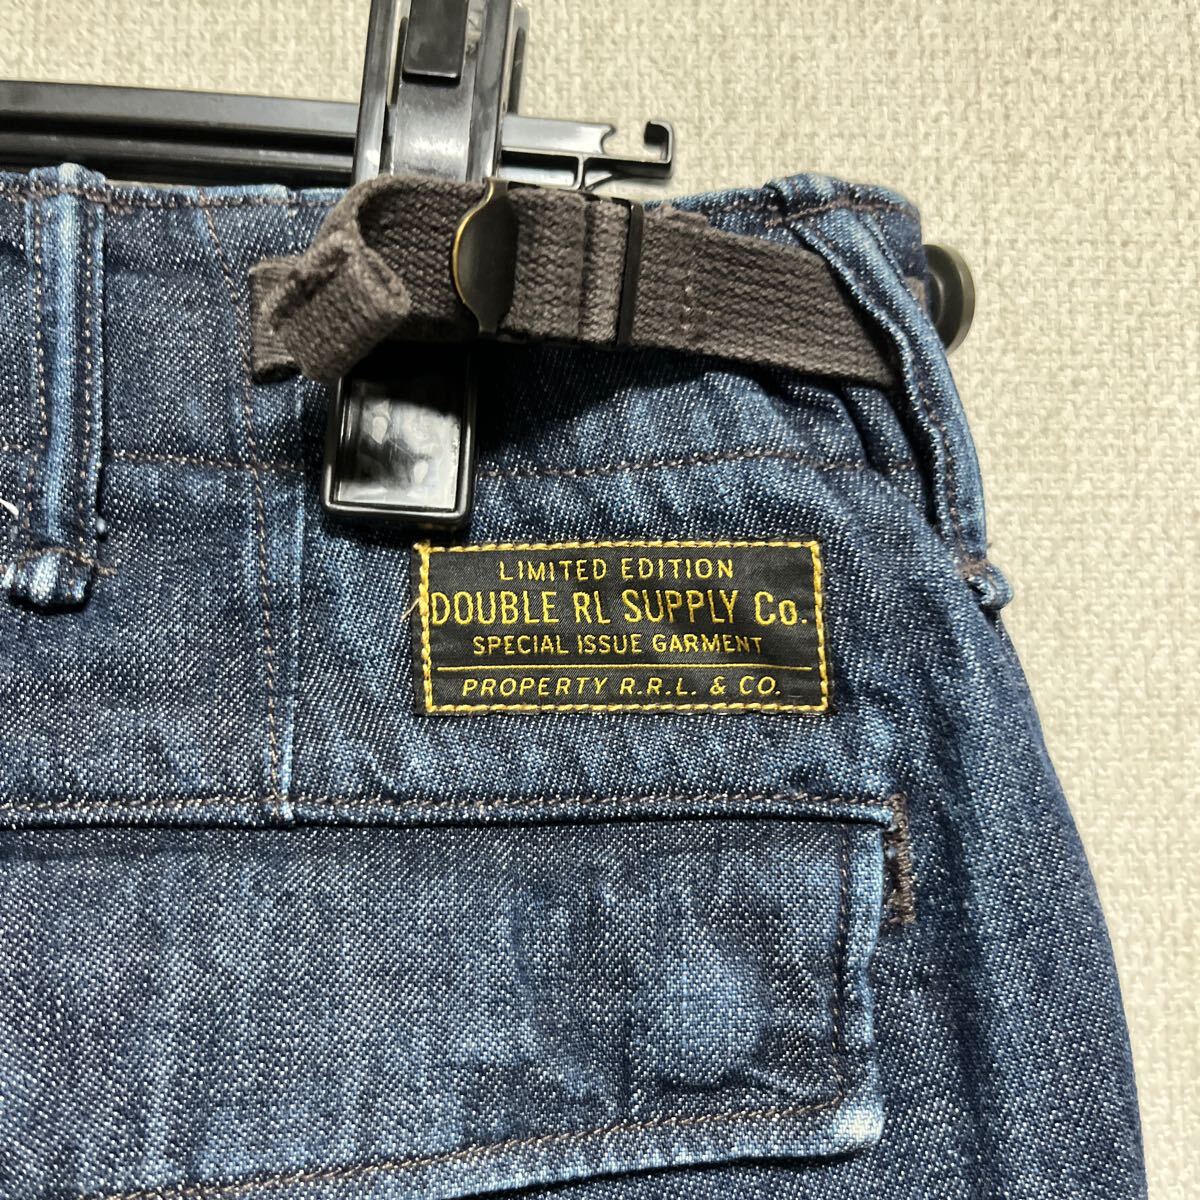 LIMITED EDITION
DOUBLE RL SUPPLY Co.
SPECIAL ISSUE GARMENT
PROPERTY R.R.L. & CO.